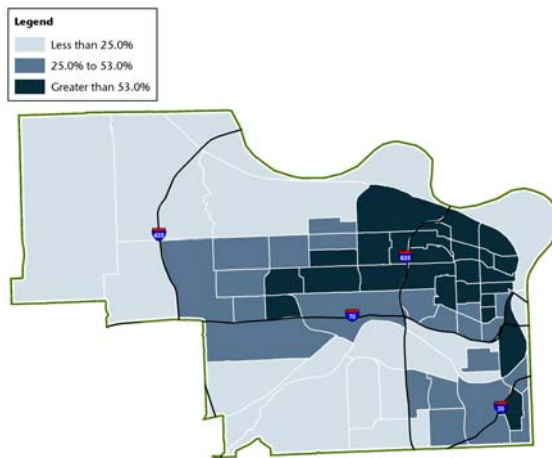 Legend
Less than 25.0%
25.0% to 53.0%
Greater than 53.0%
435
635
70
35